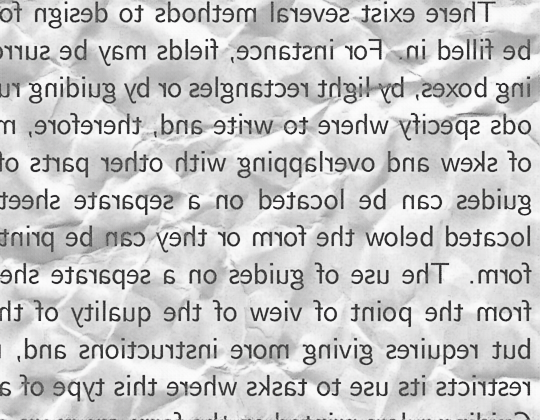 There exist several methods to design fo
be filled in. For instance, fields may be surro
ing boxes, by light rectangles or by guiding ru
ods specify where to write and, therefore, m
of skew and overlapping with other parts of
guides can be located on a separate sheet
located below the form or they can be print
form. The use of guides on a separate she
from the point of view of the quality of th
but requires giving more instructions and,
restricts its use to tasks where this type of a